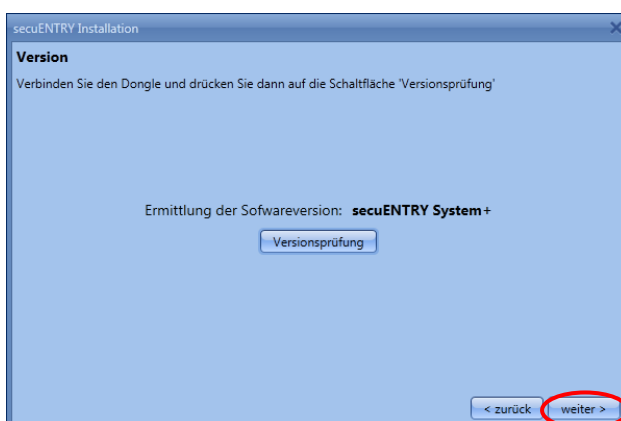 secuENTRY Installation
Version
Verbinden Sie den Dongle und drücken Sie dann auf die Schaltfläche 'Versionsprüfung'
Ermittlung der Sofwareversion: secuENTRY System+
Versionsprüfung
< zurück weiter >